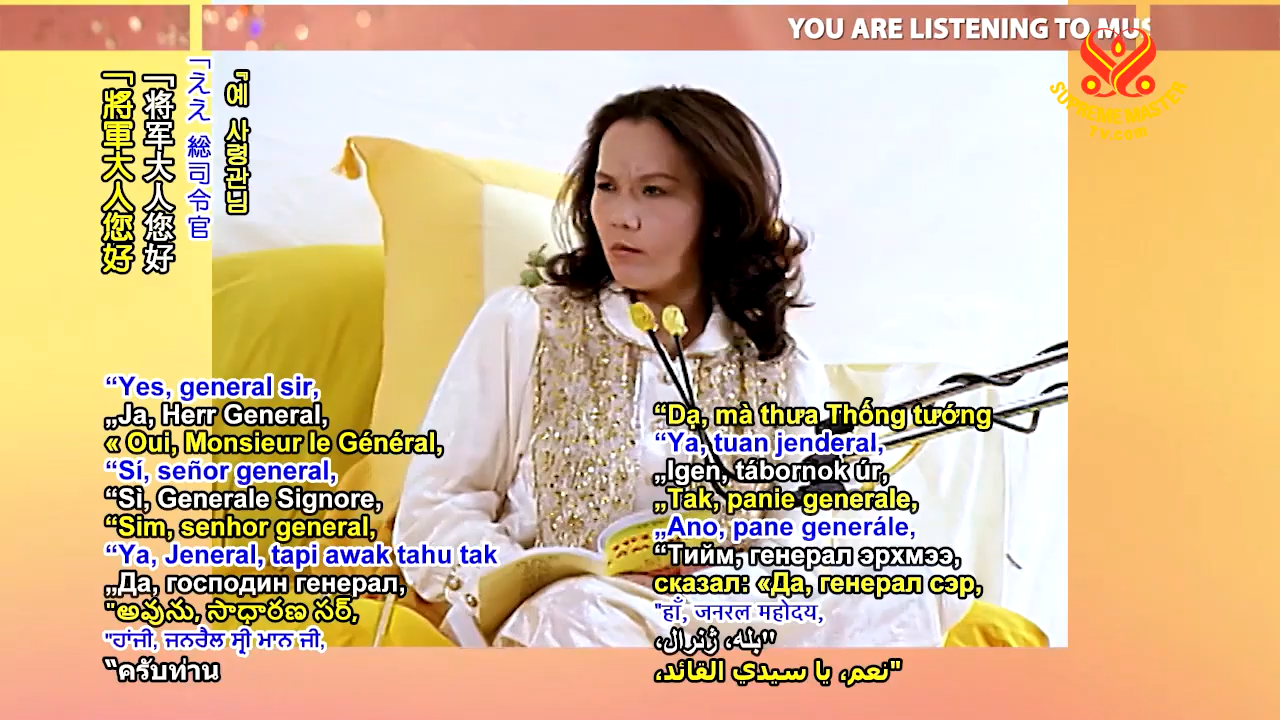 YOU ARE LISTENING TO MUS
SUPREME MASTER
TV.com
『예 사령관님
「ええ 総司令官
「将军大人您好
「將軍大人您好
“Yes, general sir,
„Ja, Herr General,
« Oui, Monsieur le Général,
“Sí, señor general,
“Sì, Generale Signore,
“Sim, senhor general,
“Ya, Jeneral, tapi awak tahu tak
„Да, господин генерал,
"అవును, సాధారణ సర్,
"ਹਾਂਜੀ, ਜਨਰੈਲ ਸ੍ਰੀ ਮਾਨ ਜੀ,
“ครับท่าน
“Dạ, mà thưa Thống tướng
“Ya, tuan jenderal,
„Igen, tábornok úr,
„Tak, panie generale,
„Ano, pane generále,
“Тийм, генерал эрхмээ,
сказал: «Да, генерал сэр,
"हाँ, जनरल महोदय,
"بله، ژنرال،
"نعم، يا سيدي القائد،